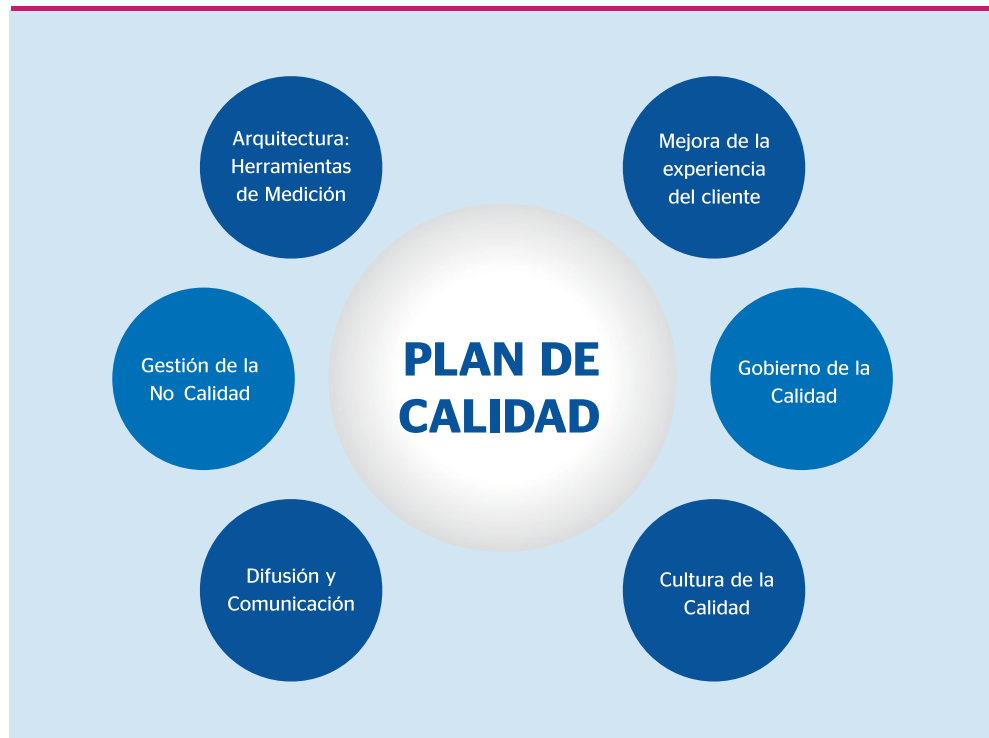 Arquitectura:
Herramientas
de Medición
Mejora de la
experiencia
del cliente
Gestión de la
No Calidad
PLAN DE
CALIDAD
Gobierno de la
Calidad
Difusión y
Comunicación
Cultura de la
Calidad